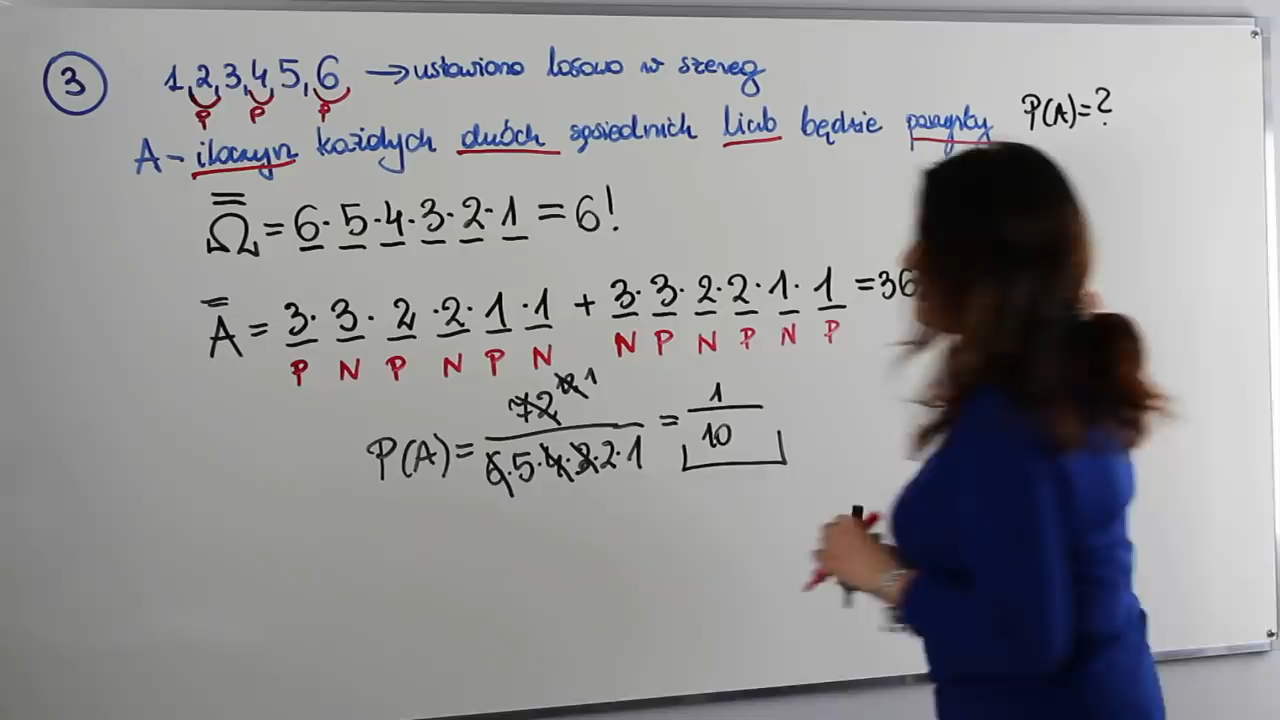 3 1,2,3,4,5,6 → ustawiono losowo w szereg
P P P
A - iloczyn każdych dwóch sąsiednich liczb będzie parzysty P(A)=?
Ω = 6·5·4·3·2·1 = 6!
A = 3·3·2·2·1·1 + 3·3·2·2·1·1 = 36
P N P N P N N P N P N P
72 12 1 1
P(A) = ——— = —
6·5·4·3·2·1 10